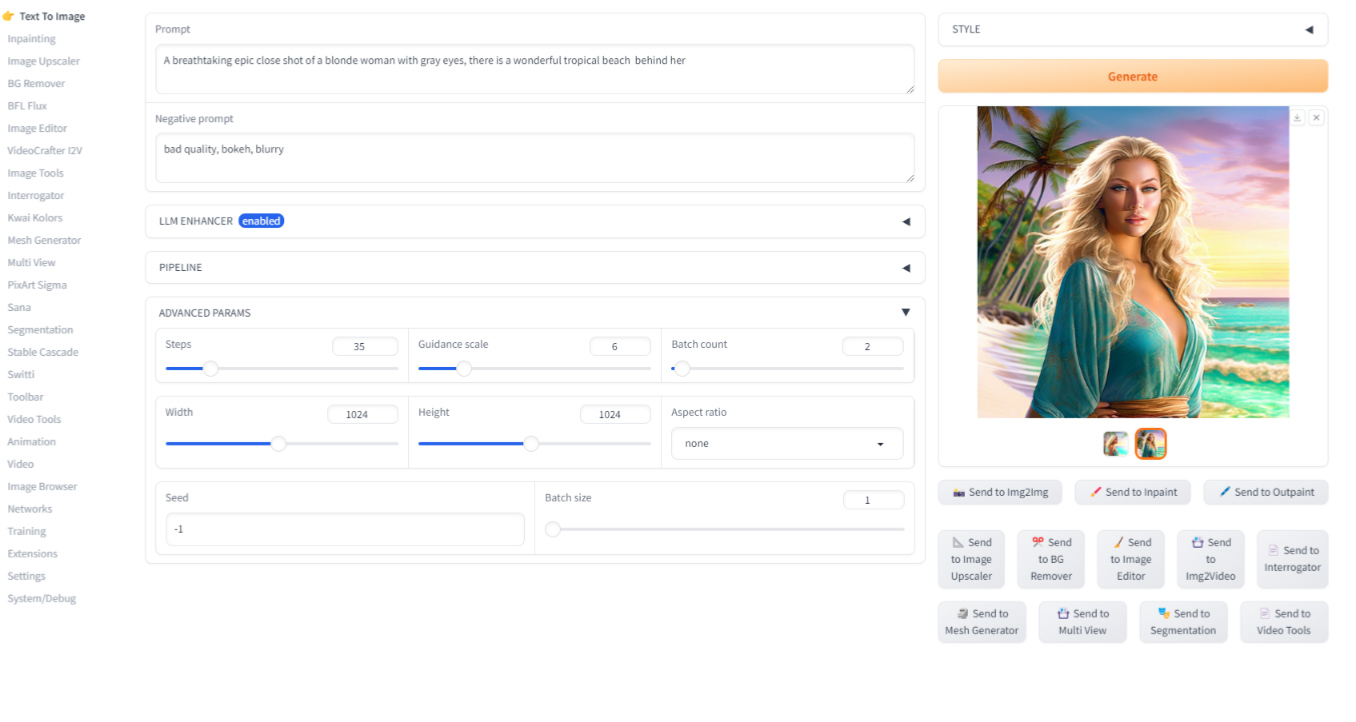 👉 Text To Image
Inpainting
Image Upscaler
BG Remover
BFL Flux
Image Editor
VideoCrafter I2V
Image Tools
Interrogator
Kwai Kolors
Mesh Generator
Multi View
PixArt Sigma
Sana
Segmentation
Stable Cascade
Switti
Toolbar
Video Tools
Animation
Video
Image Browser
Networks
Training
Extensions
Settings
System/Debug
Prompt
A breathtaking epic close shot of a blonde woman with gray eyes, there is a wonderful tropical beach  behind her
Negative prompt
bad quality, bokeh, blurry
LLM ENHANCER enabled
PIPELINE
ADVANCED PARAMS
Steps 35
Guidance scale 6
Batch count 2
Width 1024
Height 1024
Aspect ratio
none
Seed
-1
Batch size 1
STYLE
Generate
Send to Img2Img
Send to Inpaint
Send to Outpaint
Send
to Image
Upscaler
Send
to BG
Remover
Send
to Image
Editor
Send
to
Img2Video
Send to
Interrogator
Send to
Mesh Generator
Send to
Multi View
Send to
Segmentation
Send to
Video Tools